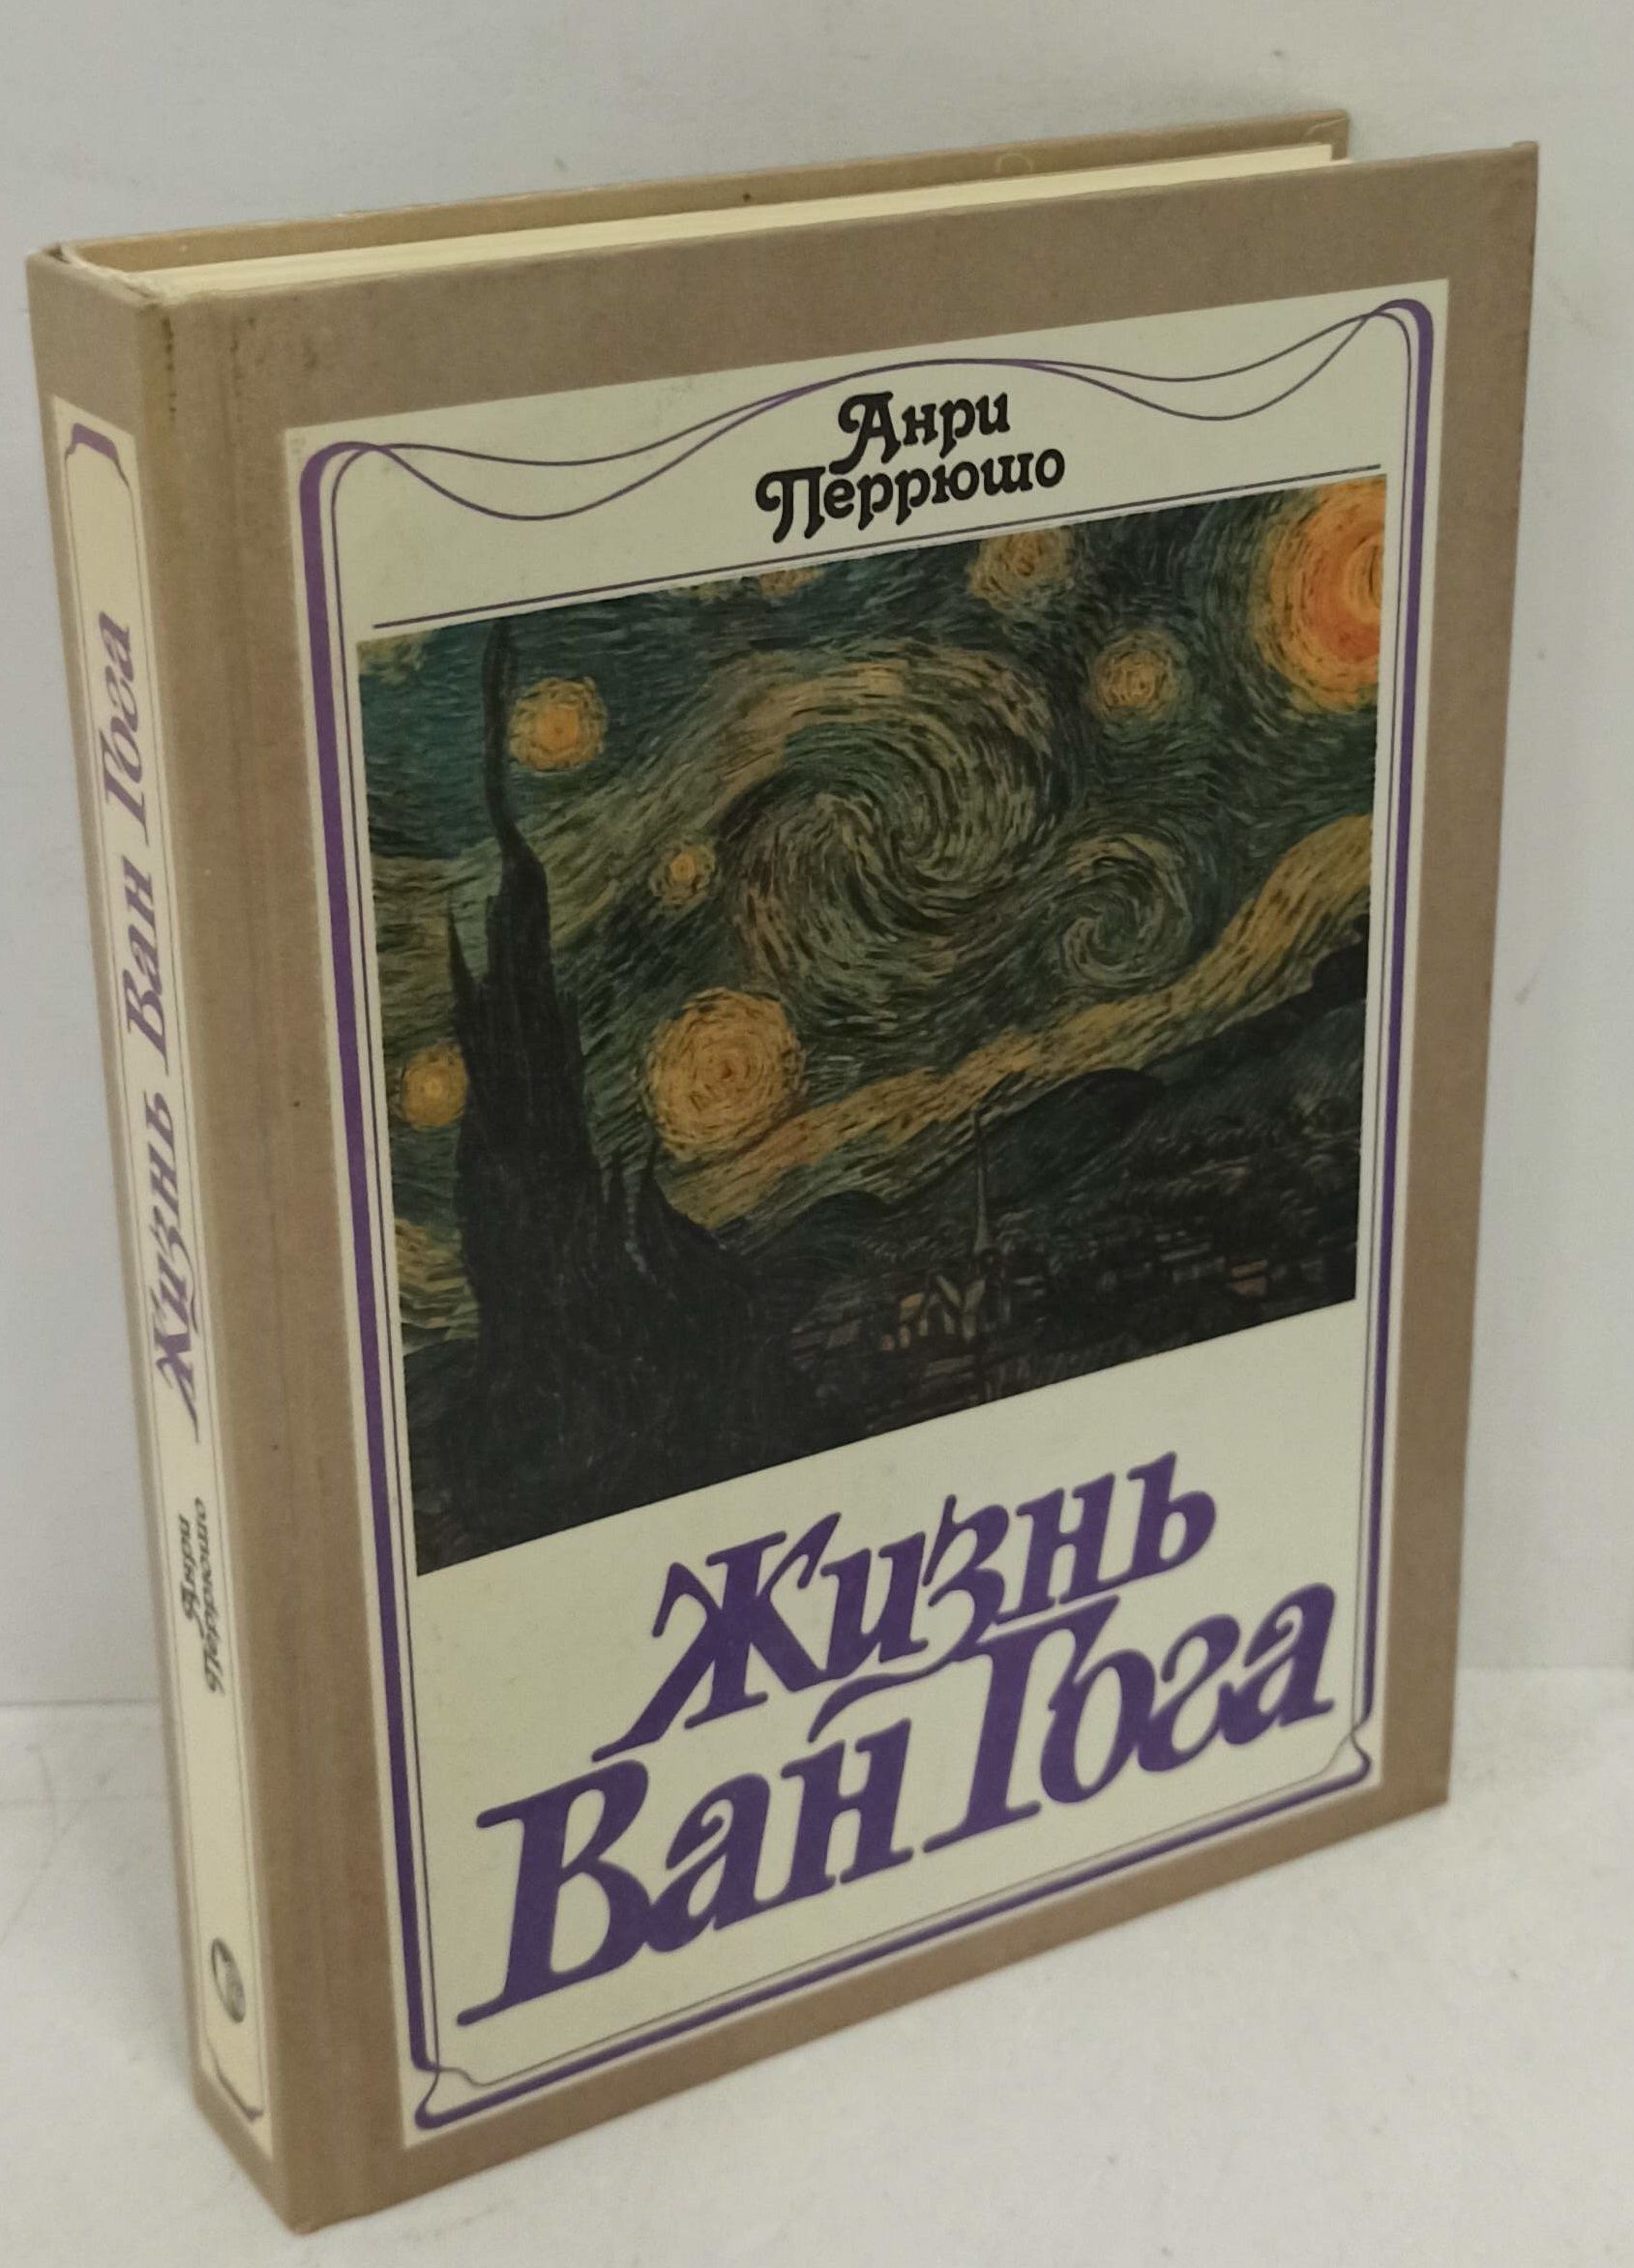 Анри
Перрюшо
Жизнь
Ван Гога
Жизнь Ван Гога
Анри
Перрюшо